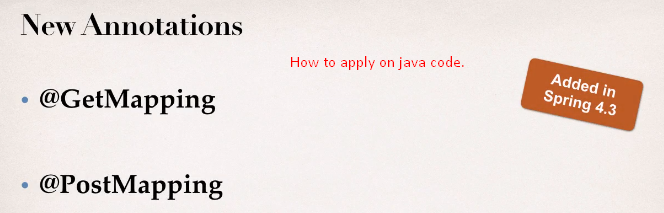 New Annotations
How to apply on java code.
Added in
Spring 4.3
• @GetMapping
• @PostMapping